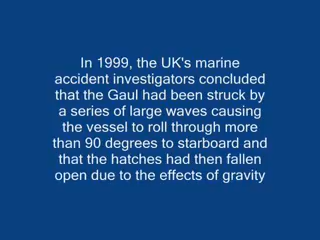 In 1999, the UK's marine
accident investigators concluded
that the Gaul had been struck by
a series of large waves causing
the vessel to roll through more
than 90 degrees to starboard and
that the hatches had then fallen
open due to the effects of gravity